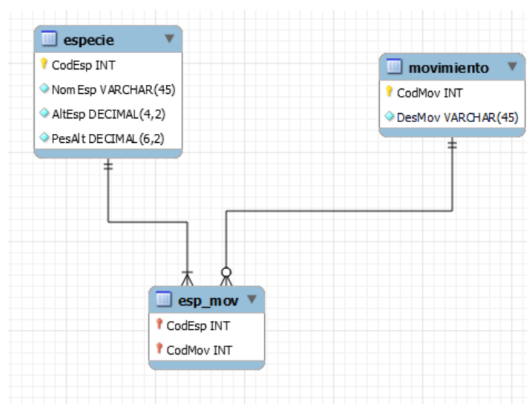 especie
CodEsp INT
NomEsp VARCHAR(45)
AltEsp DECIMAL(4,2)
PesAlt DECIMAL(6,2)
movimiento
CodMov INT
DesMov VARCHAR(45)
esp_mov
CodEsp INT
CodMov INT